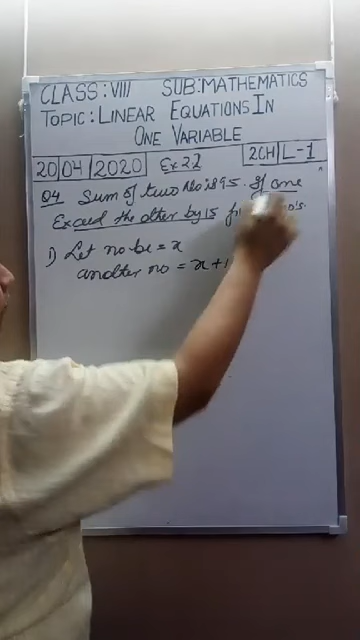 CLASS: VIII SUB: MATHEMATICS
TOPIC: LINEAR EQUATIONS IN
ONE VARIABLE
20/04/2020 Ex 2.2 2CH L-1
Q4 Sum of two No's 95. If one
Exceed the other by 15
1) Let no be = x
another no = x + 1